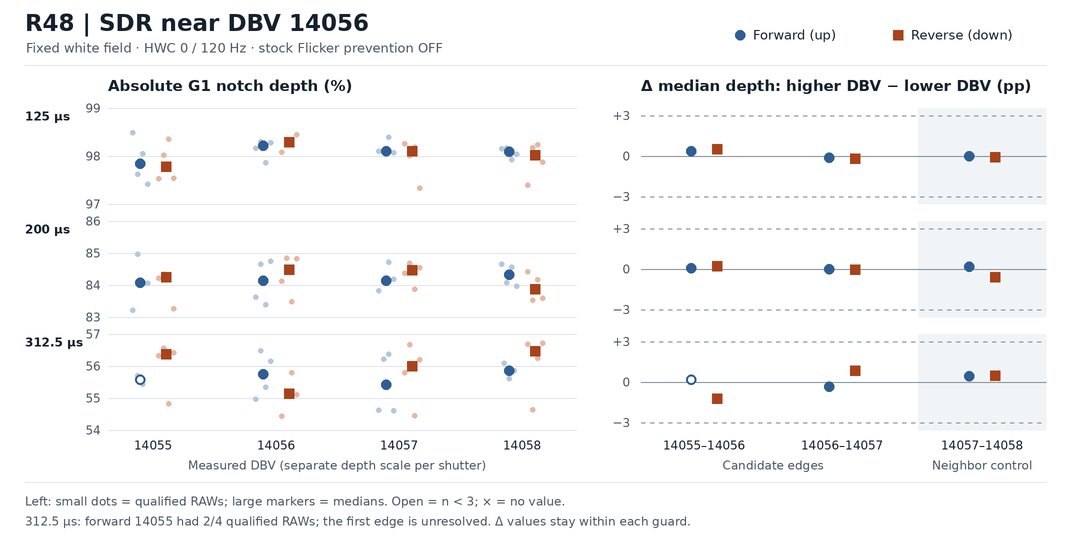 R48 | SDR near DBV 14056
Fixed white field · HWC 0 / 120 Hz · stock Flicker prevention OFF
Forward (up)
Reverse (down)
Absolute G1 notch depth (%)
Δ median depth: higher DBV − lower DBV (pp)
125 µs
99
98
97
+3
0
−3
200 µs
86
85
84
83
+3
0
−3
312.5 µs
57
56
55
54
+3
0
−3
14055
14056
14057
14058
Measured DBV (separate depth scale per shutter)
14055–14056
14056–14057
14057–14058
Candidate edges
Neighbor control
Left: small dots = qualified RAWs; large markers = medians. Open = n < 3; × = no value.
312.5 µs: forward 14055 had 2/4 qualified RAWs; the first edge is unresolved. Δ values stay within each guard.